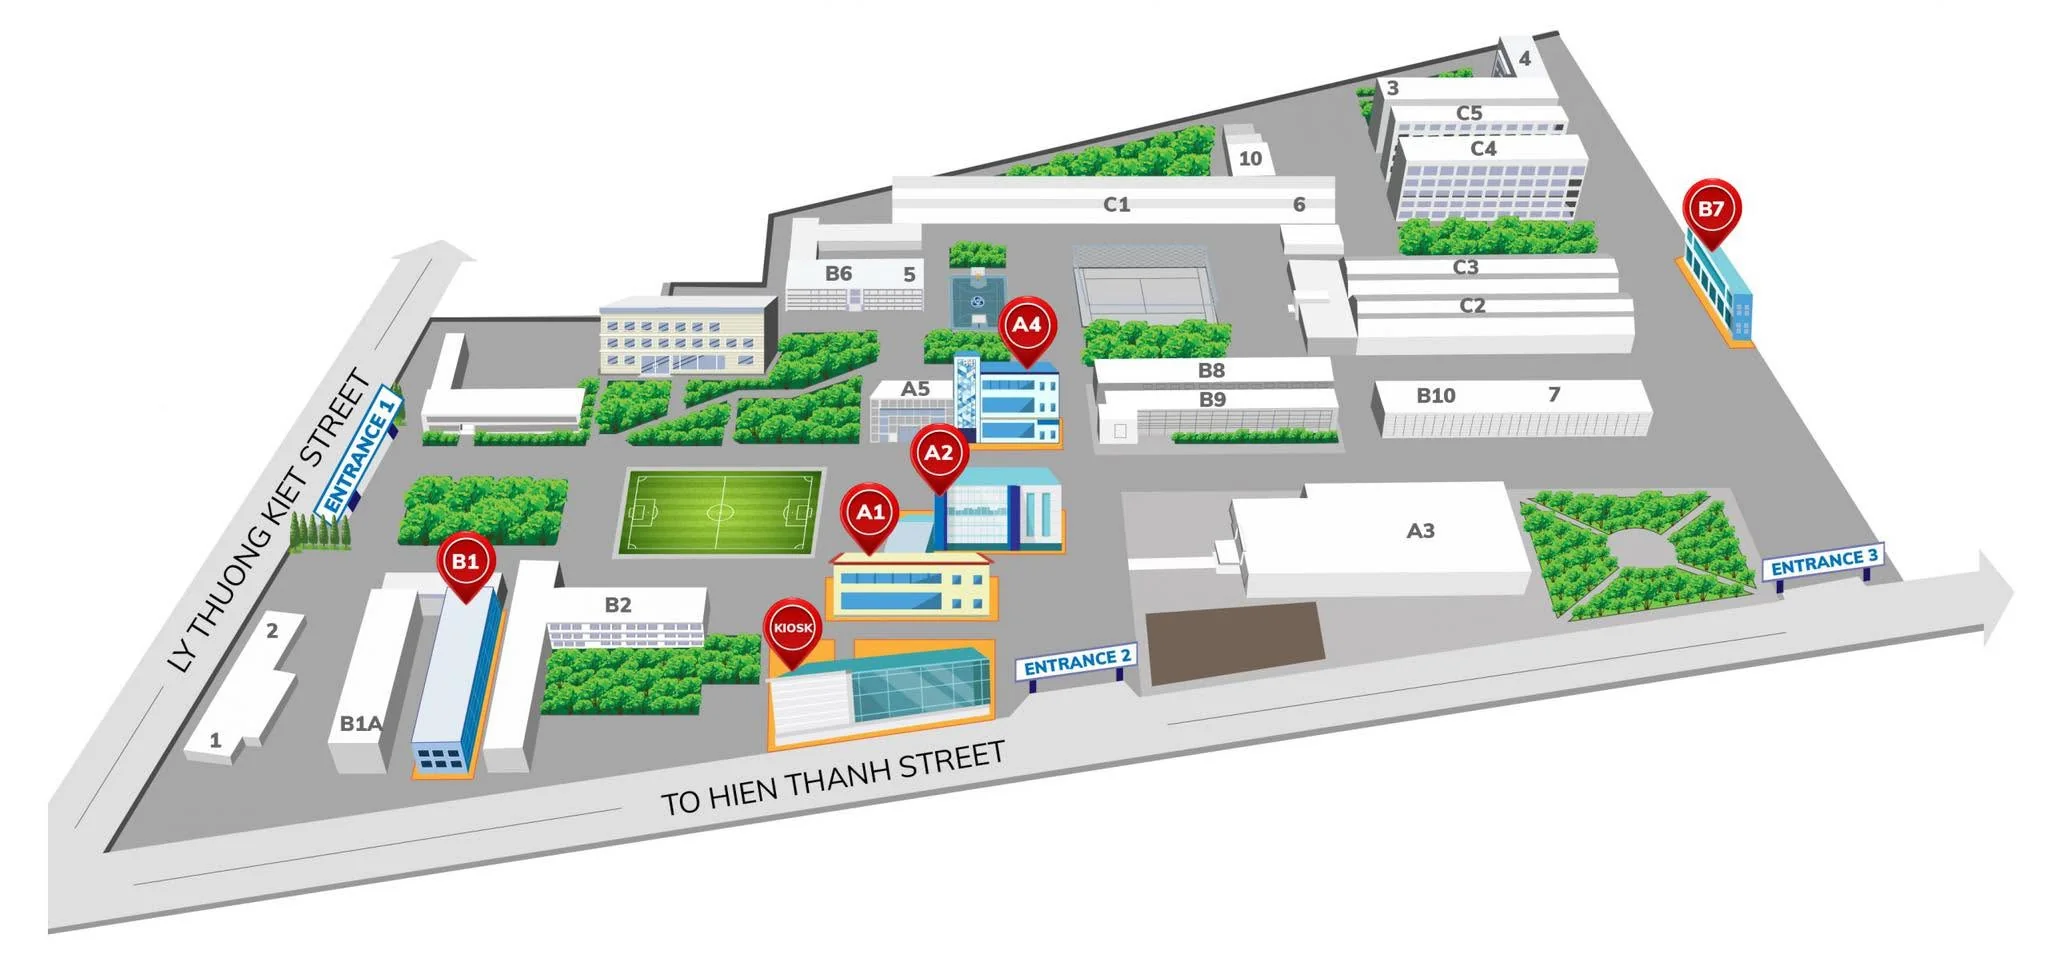 4
3
C5
C4
10
C1
6
B7
B6
5
C3
C2
A4
B8
B9
A5
B10
7
ENTRANCE 1
LY THUONG KIET STREET
A2
A1
A3
B1
ENTRANCE 3
B2
KIOSK
2
ENTRANCE 2
B1A
1
TO HIEN THANH STREET